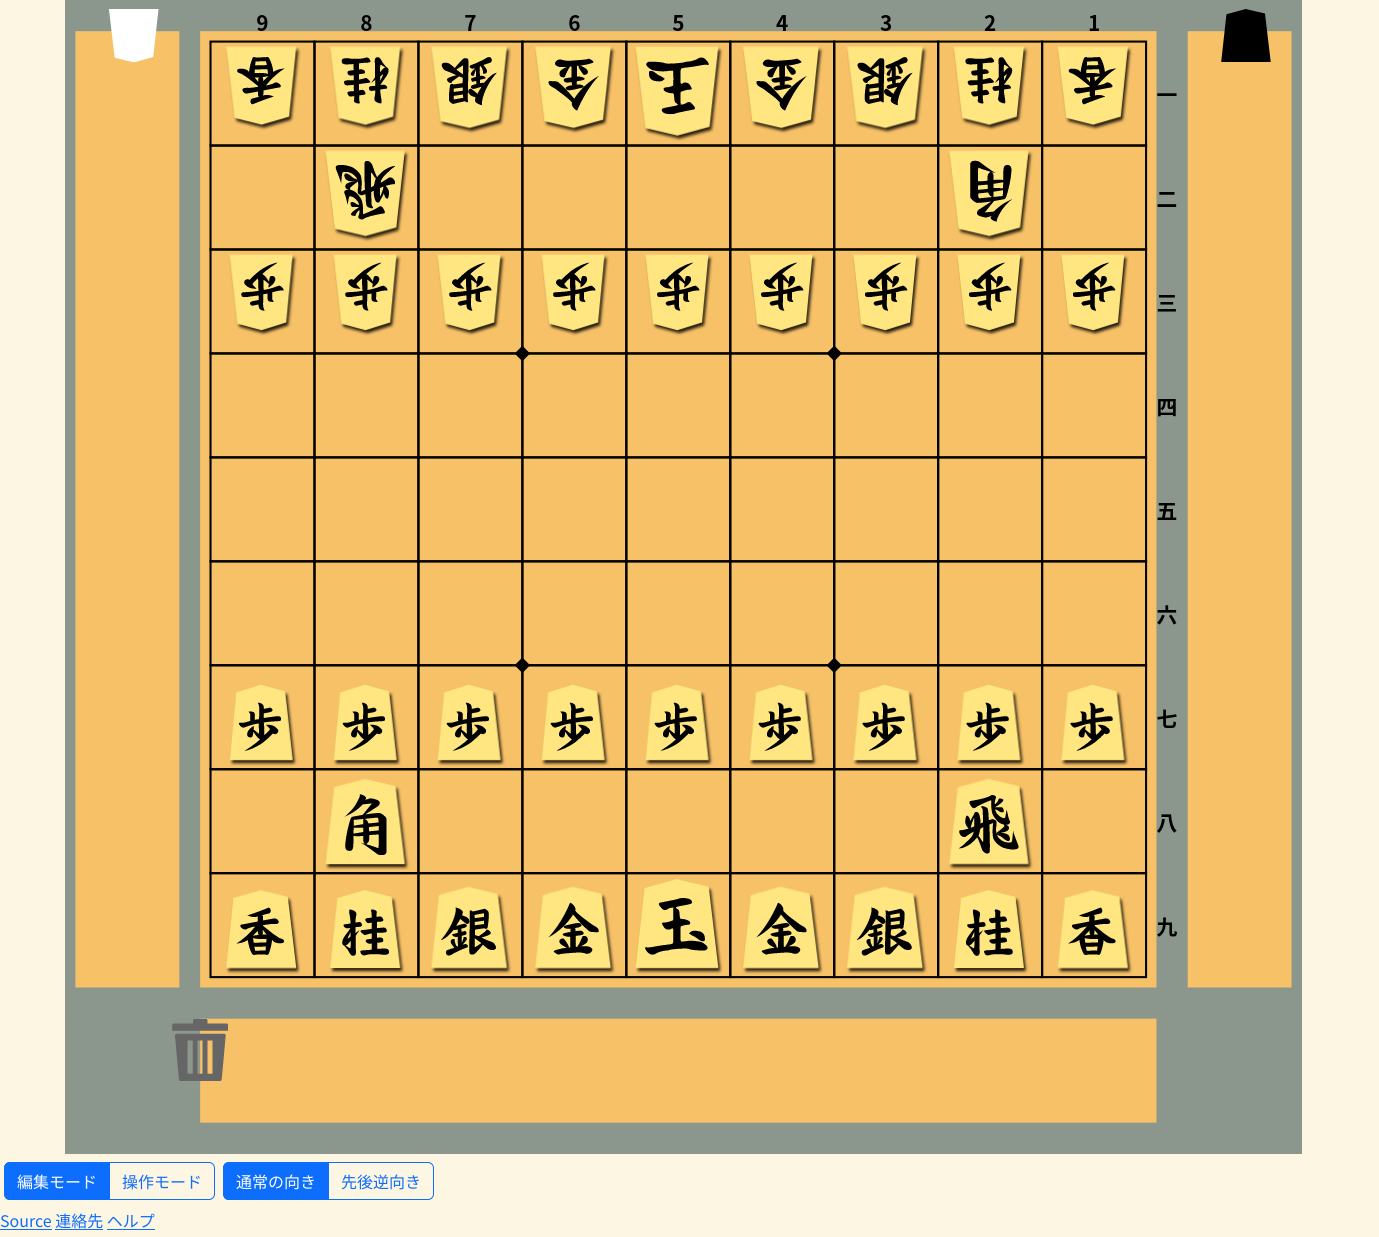 9 8 7 6 5 4 3 2 1
香 桂 銀 金 王 金 銀 桂 香 一
飛 角 二
歩 歩 歩 歩 歩 歩 歩 歩 歩 三
四
五
六
歩 歩 歩 歩 歩 歩 歩 歩 歩 七
角 飛 八
香 桂 銀 金 玉 金 銀 桂 香 九
編集モード 操作モード 通常の向き 先後逆向き
Source 連絡先 ヘルプ